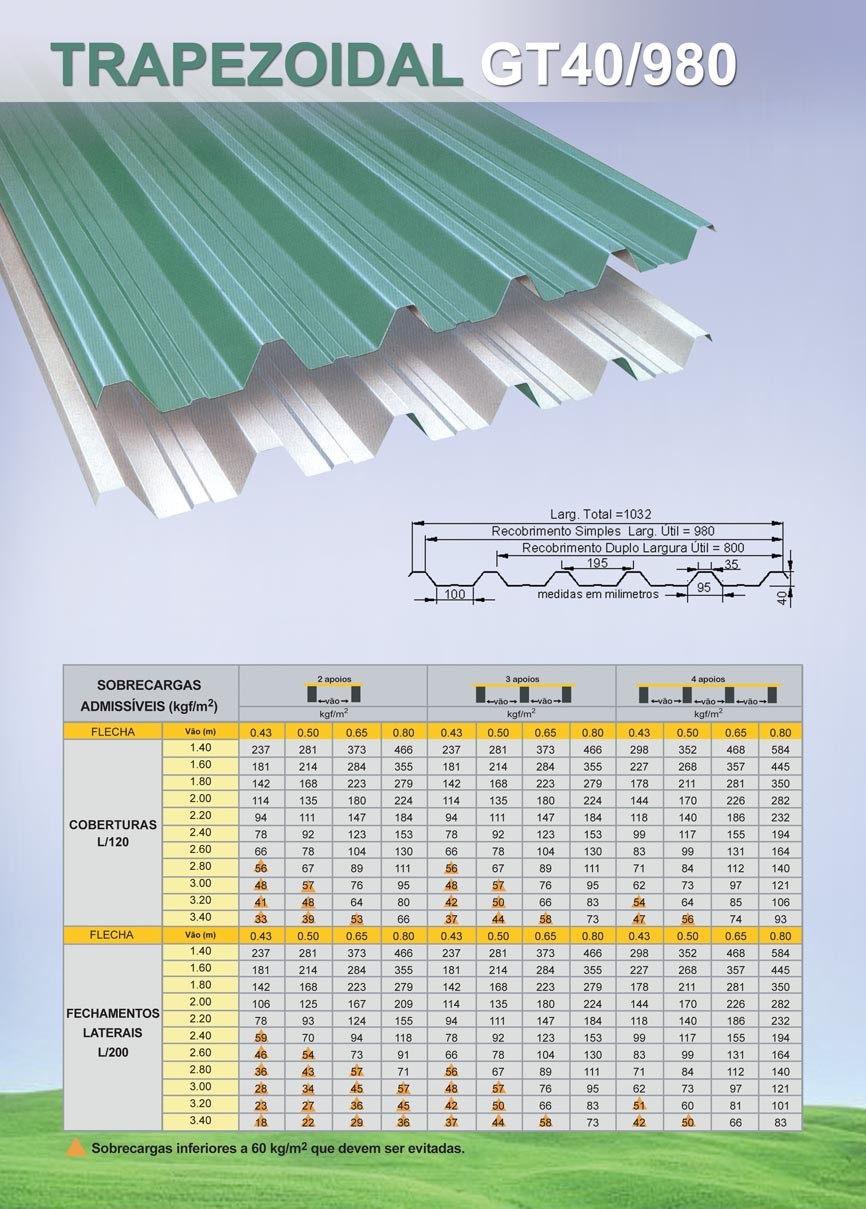 TRAPEZOIDAL GT40/980
Larg. Total =1032
Recobrimento Simples Larg. Útil = 980
Recobrimento Duplo Largura Útil = 800
195
35
100
medidas em milimetros
95
40
SOBRECARGAS
ADMISSÍVEIS (kgf/m²)
2 apoios
←vão→
kgf/m²
3 apoios
←vão→ ←vão→
kgf/m²
4 apoios
←vão→ ←vão→ ←vão→
kgf/m²
FLECHA Vão (m) 0.43 0.50 0.65 0.80 0.43 0.50 0.65 0.80 0.43 0.50 0.65 0.80
COBERTURAS
L/120
1.40 237 281 373 466 237 281 373 466 298 352 468 584
1.60 181 214 284 355 181 214 284 355 227 268 357 445
1.80 142 168 223 279 142 168 223 279 178 211 281 350
2.00 114 135 180 224 114 135 180 224 144 170 226 282
2.20 94 111 147 184 94 111 147 184 118 140 186 232
2.40 78 92 123 153 78 92 123 153 99 117 155 194
2.60 66 78 104 130 66 78 104 130 83 99 131 164
2.80 56 67 89 111 56 67 89 111 71 84 112 140
3.00 48 57 76 95 48 57 76 95 62 73 97 121
3.20 41 48 64 80 42 50 66 83 54 64 85 106
3.40 33 39 53 66 37 44 58 73 47 56 74 93
FLECHA Vão (m) 0.43 0.50 0.65 0.80 0.43 0.50 0.65 0.80 0.43 0.50 0.65 0.80
FECHAMENTOS
LATERAIS
L/200
1.40 237 281 373 466 237 281 373 466 298 352 468 584
1.60 181 214 284 355 181 214 284 355 227 268 357 445
1.80 142 168 223 279 142 168 223 279 178 211 281 350
2.00 106 125 167 209 114 135 180 224 144 170 226 282
2.20 78 93 124 155 94 111 147 184 118 140 186 232
2.40 59 70 94 118 78 92 123 153 99 117 155 194
2.60 46 54 73 91 66 78 104 130 83 99 131 164
2.80 36 43 57 71 56 67 89 111 71 84 112 140
3.00 28 34 45 57 48 57 76 95 62 73 97 121
3.20 23 27 36 45 42 50 66 83 51 60 81 101
3.40 18 22 29 36 37 44 58 73 42 50 66 83
Sobrecargas inferiores a 60 kg/m² que devem ser evitadas.